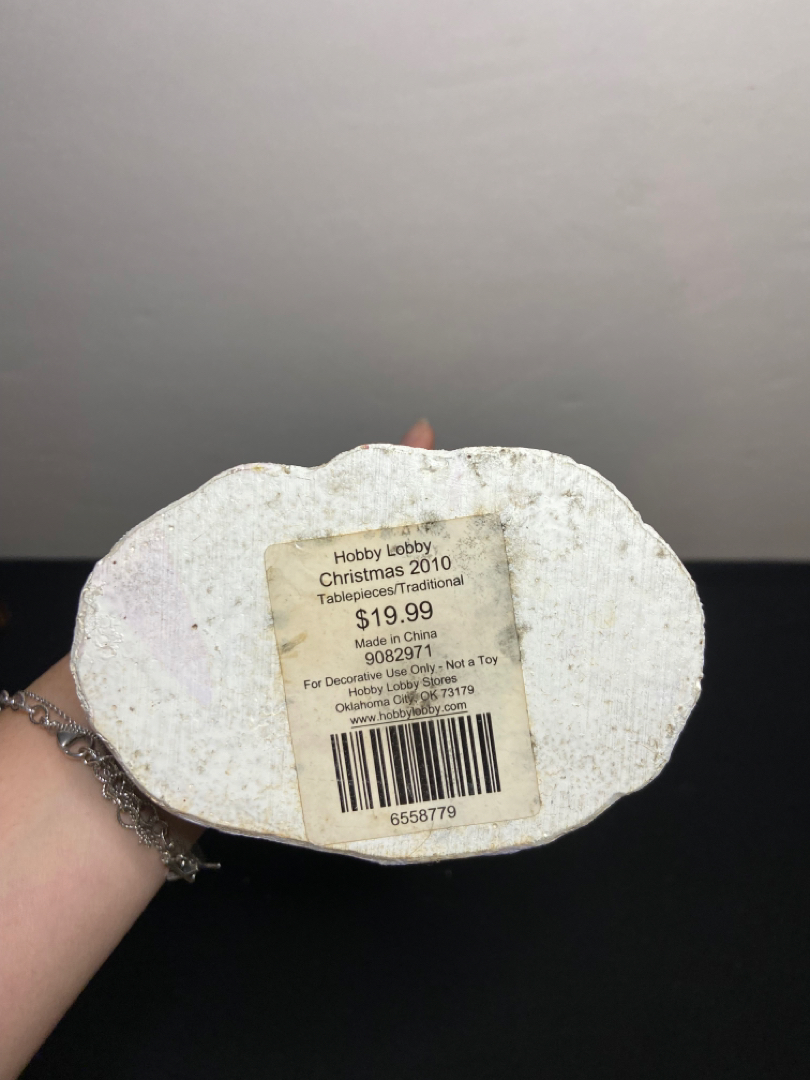 Hobby Lobby
Christmas 2010
Tablepieces/Traditional
$19.99
Made in China
9082971
For Decorative Use Only - Not a Toy
Hobby Lobby Stores
Oklahoma City, OK 73179
www.hobbylobby.com
6558779